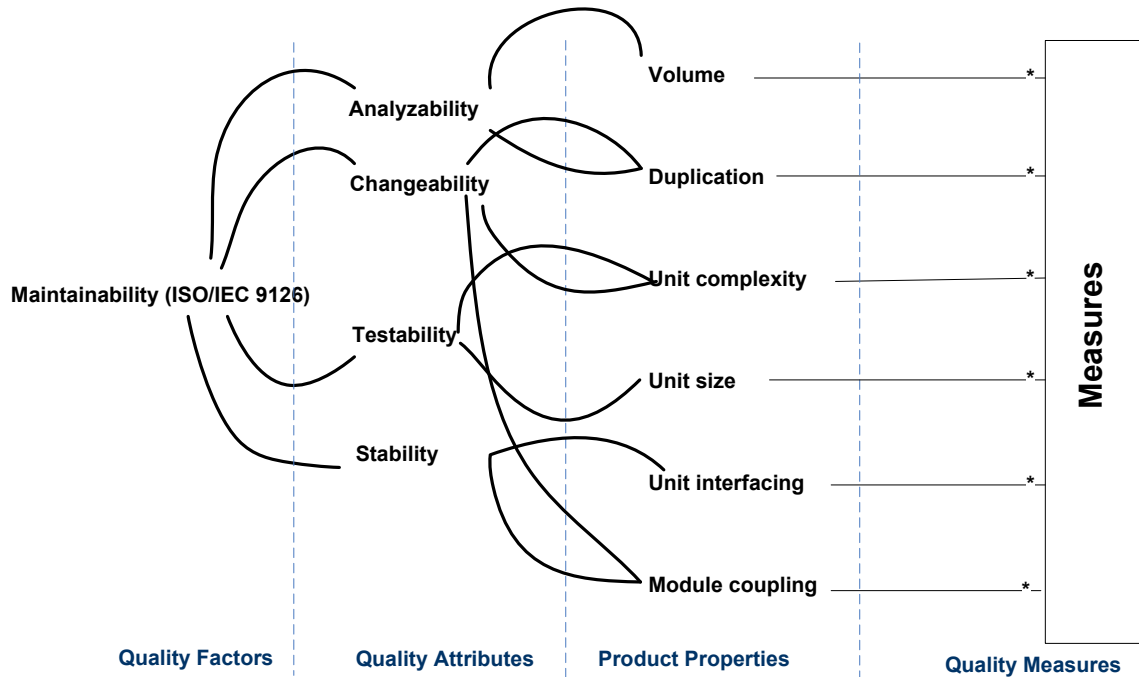 Volume
*
Analyzability
Duplication
*
Changeability
Unit complexity
*
Maintainability (ISO/IEC 9126)
Measures
Testability
Unit size
*
Stability
Unit interfacing
*
Module coupling
*
Quality Factors
Quality Attributes
Product Properties
Quality Measures